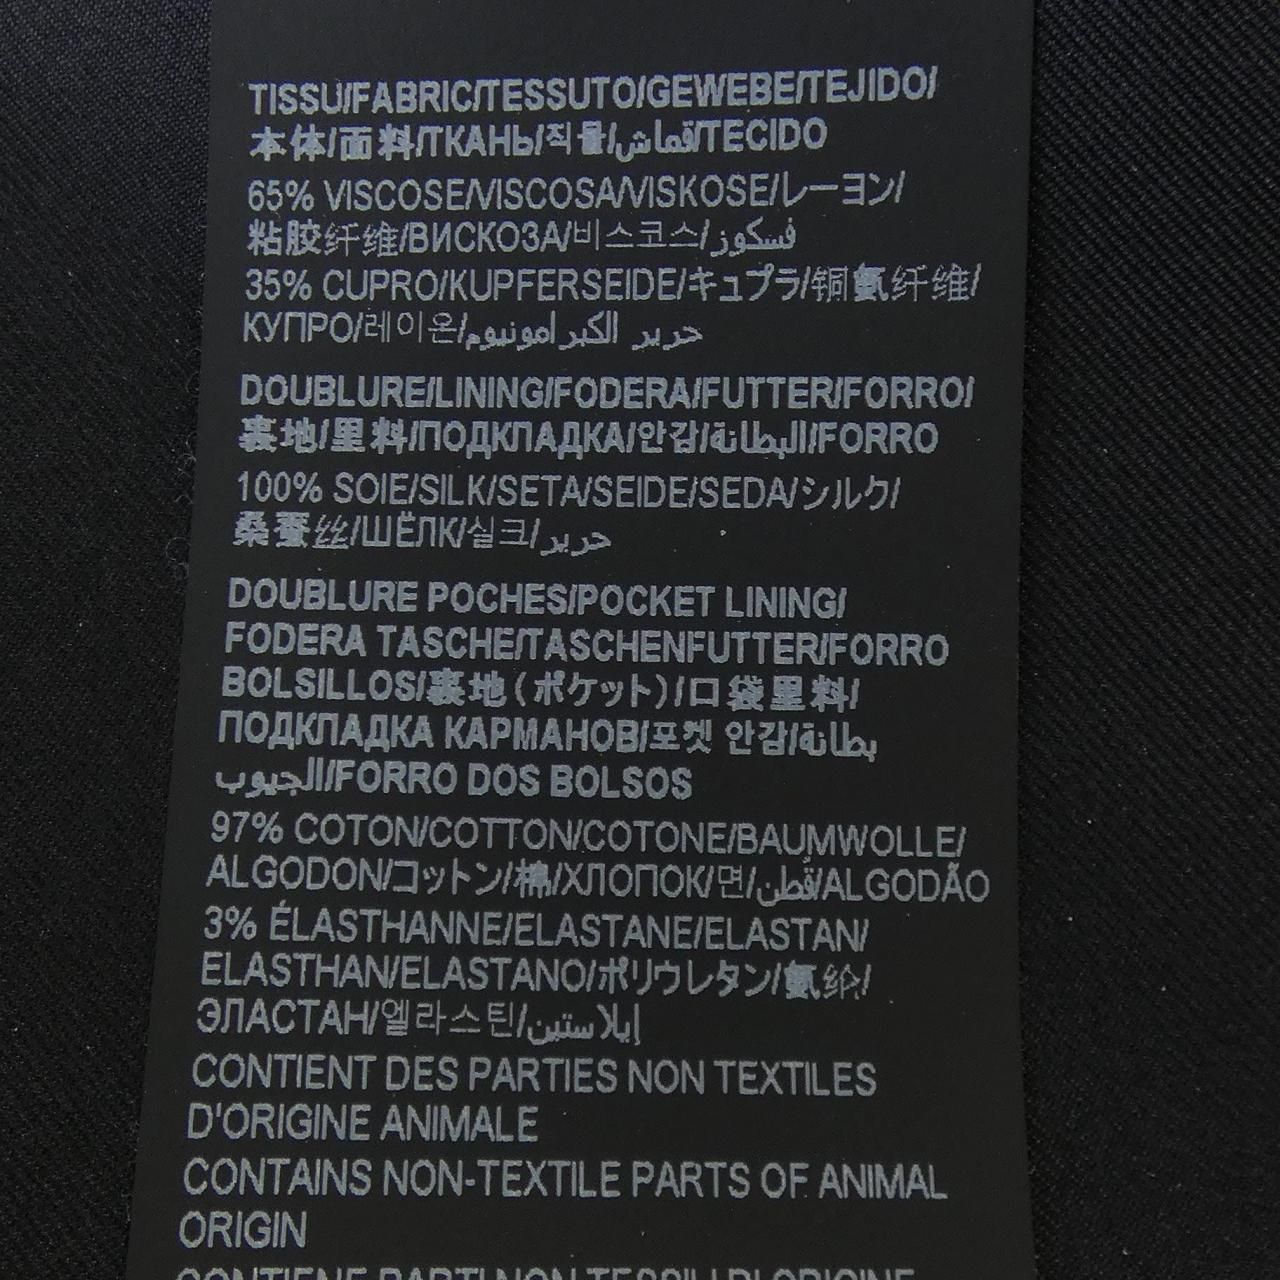 TISSU/FABRIC/TESSUTO/GEWEBE/TEJIDO/
本体/面料/ТКАНЬ/직물/قماش/TECIDO
65% VISCOSE/VISCOSA/VISKOSE/レーヨン/
粘胶纤维/ВИСКОЗА/비스코스/فسكوز
35% CUPRO/KUPFERSEIDE/キュプラ/铜氨纤维/
КУПРО/레이온/حرير الكبرامونيوم
DOUBLURE/LINING/FODERA/FUTTER/FORRO/
裏地/里料/ПОДКЛАДКА/안감/البطانة/FORRO
100% SOIE/SILK/SETA/SEIDE/SEDA/シルク/
桑蚕丝/ШЁЛК/실크/حرير
DOUBLURE POCHES/POCKET LINING/
FODERA TASCHE/TASCHENFUTTER/FORRO
BOLSILLOS/裏地(ポケット)/口袋里料/
ПОДКЛАДКА КАРМАНОВ/포켓 안감/بطانة
الجيوب/FORRO DOS BOLSOS
97% COTON/COTTON/COTONE/BAUMWOLLE/
ALGODON/コットン/棉/ХЛОПОК/면/قُطن/ALGODÃO
3% ÉLASTHANNE/ELASTANE/ELASTAN/
ELASTHAN/ELASTANO/ポリウレタン/氨纶/
ЭЛАСТАН/엘라스틴/إيلاستين
CONTIENT DES PARTIES NON TEXTILES
D'ORIGINE ANIMALE
CONTAINS NON-TEXTILE PARTS OF ANIMAL
ORIGIN
CONTIENE PARTI NON TESSILI D'ORIGINE